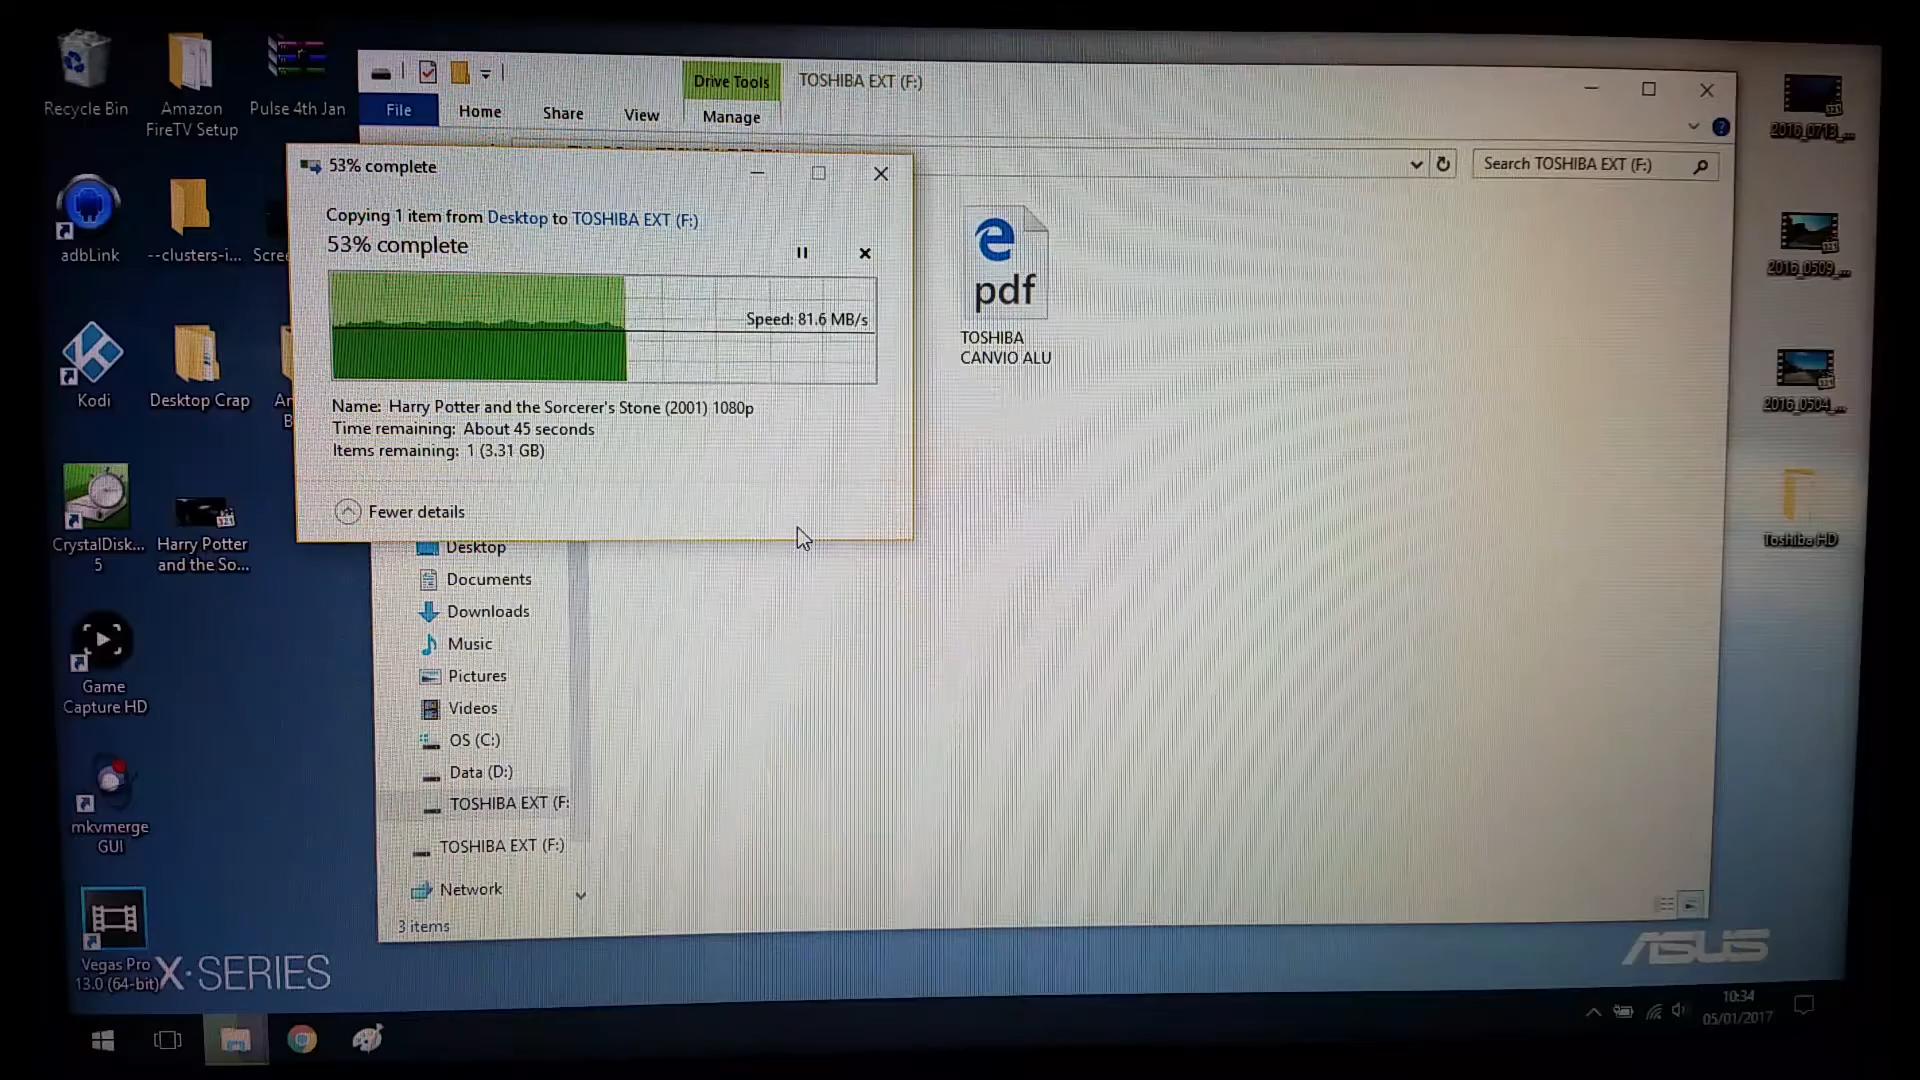 Recycle Bin
Amazon
FireTV Setup
Pulse 4th Jan
adbLink
--clusters-i...
Scree
Kodi
Desktop Crap
CrystalDisk...
5
Harry Potter
and the So...
Game
Capture HD
mkvmerge
GUI
Vegas Pro
13.0 (64-bit)
X·SERIES
Drive Tools
TOSHIBA EXT (F:)
File
Home
Share
View
Manage
Search TOSHIBA EXT (F:)
53% complete
Copying 1 item from Desktop to TOSHIBA EXT (F:)
53% complete
Speed: 81.6 MB/s
Name: Harry Potter and the Sorcerer's Stone (2001) 1080p
Time remaining: About 45 seconds
Items remaining: 1 (3.31 GB)
Fewer details
pdf
TOSHIBA
CANVIO ALU
Desktop
Documents
Downloads
Music
Pictures
Videos
OS (C:)
Data (D:)
TOSHIBA EXT (F:
TOSHIBA EXT (F:)
Network
3 items
2016_0713_...
2016_0509_...
2016_0504_...
Toshiba HD
ASUS
10:34
05/01/2017